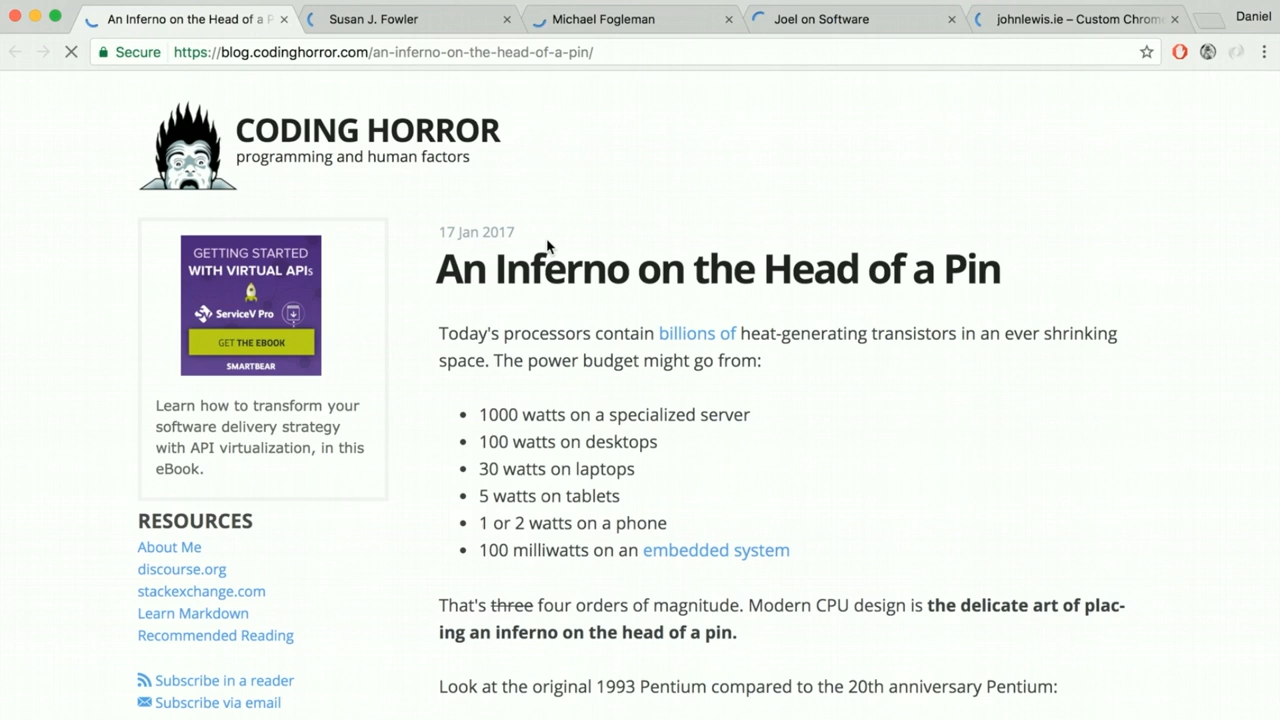 An Inferno on the Head of a P
Susan J. Fowler
Michael Fogleman
Joel on Software
johnlewis.ie – Custom Chrom
Daniel
Secure
https://blog.codinghorror.com/an-inferno-on-the-head-of-a-pin/
CODING HORROR
programming and human factors
GETTING STARTED
WITH VIRTUAL APIs
ServiceV Pro
GET THE EBOOK
SMARTBEAR
Learn how to transform your
software delivery strategy
with API virtualization, in this
eBook.
RESOURCES
About Me
discourse.org
stackexchange.com
Learn Markdown
Recommended Reading
Subscribe in a reader
Subscribe via email
17 Jan 2017
An Inferno on the Head of a Pin
Today's processors contain billions of heat-generating transistors in an ever shrinking
space. The power budget might go from:
• 1000 watts on a specialized server
• 100 watts on desktops
• 30 watts on laptops
• 5 watts on tablets
• 1 or 2 watts on a phone
• 100 milliwatts on an embedded system
That's three four orders of magnitude. Modern CPU design is the delicate art of plac-
ing an inferno on the head of a pin.
Look at the original 1993 Pentium compared to the 20th anniversary Pentium: